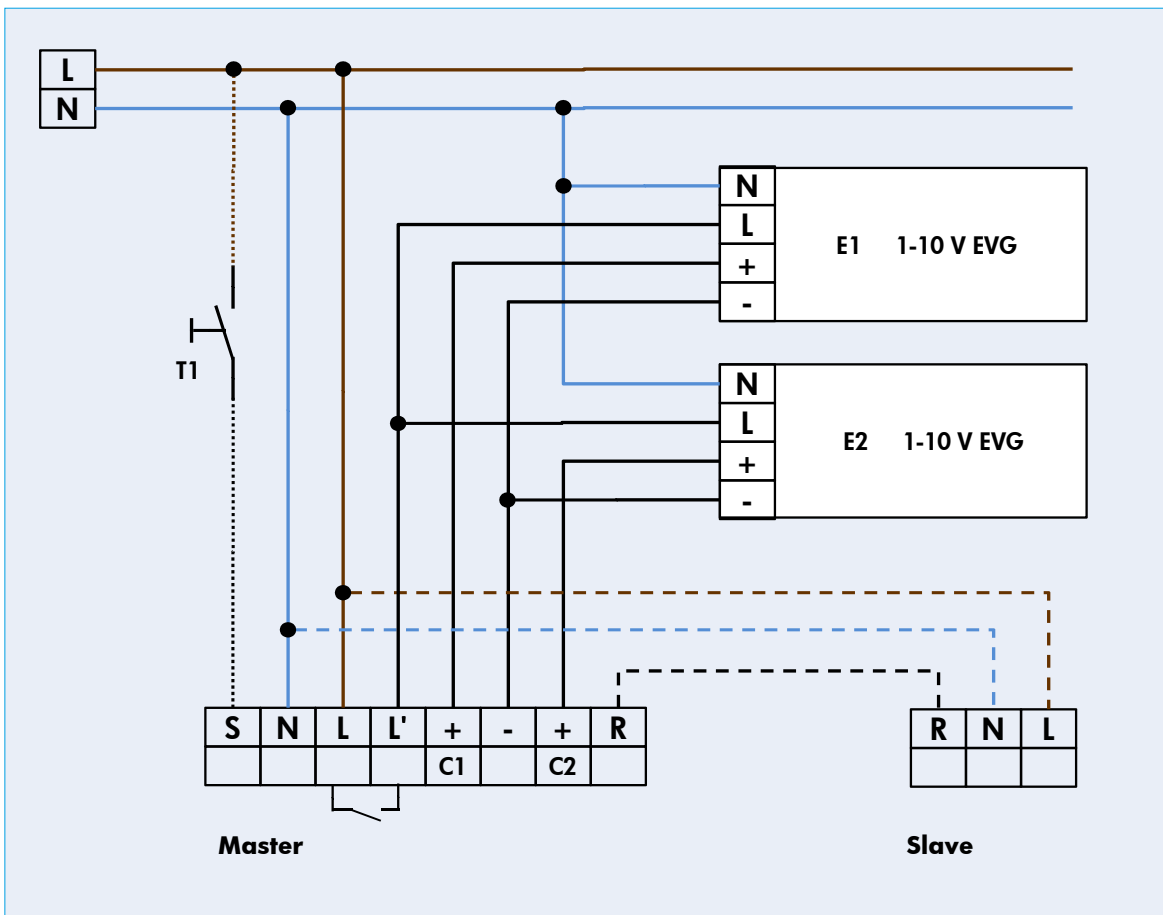 L
N
N
L
E1 1-10 V EVG
+
-
T1
N
L
E2 1-10 V EVG
+
-
S N L L' + - + R
C1 C2
R N L
Master
Slave